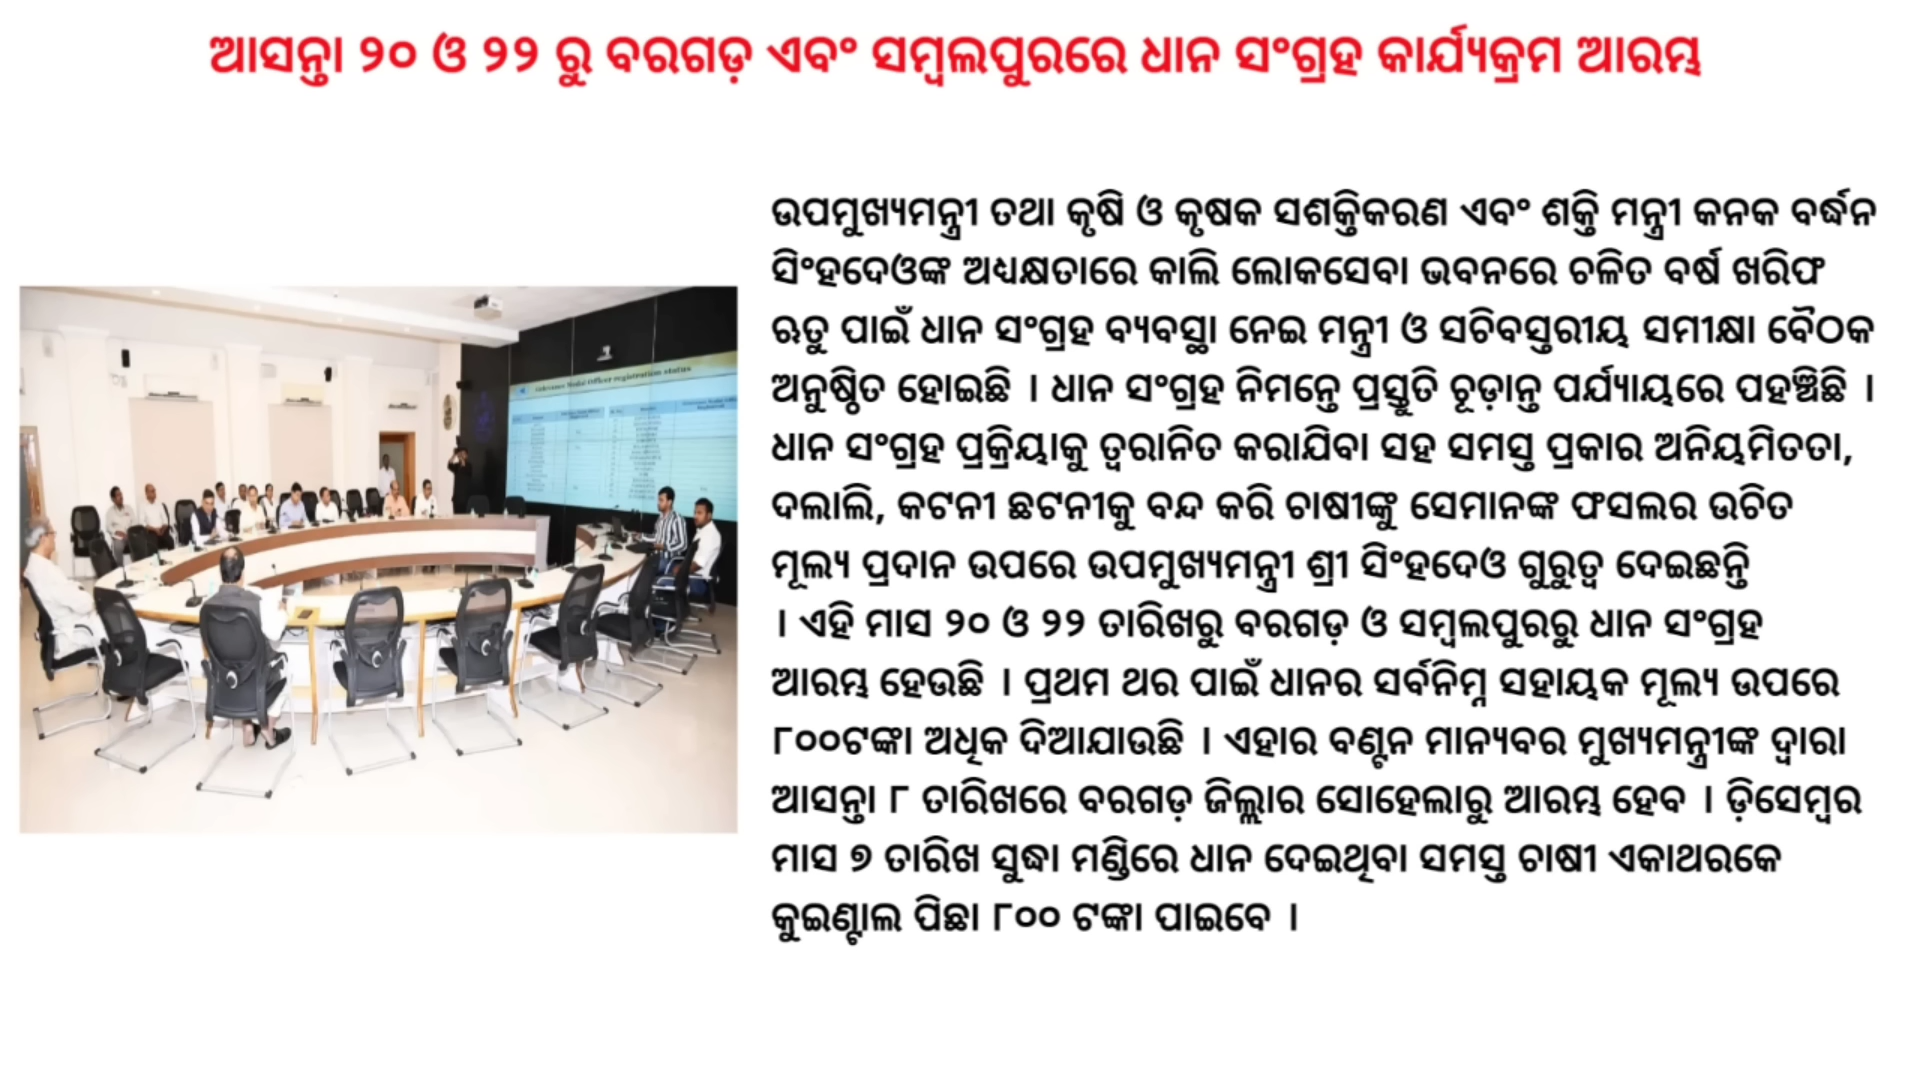 ଆସନ୍ତା ୨୦ ଓ ୨୨ ରୁ ବରଗଡ଼ ଏବଂ ସମ୍ବଲପୁରରେ ଧାନ ସଂଗ୍ରହ କାର୍ଯ୍ୟକ୍ରମ ଆରମ୍ଭ
ଉପମୁଖ୍ୟମନ୍ତ୍ରୀ ତଥା କୃଷି ଓ କୃଷକ ସଶକ୍ତିକରଣ ଏବଂ ଶକ୍ତି ମନ୍ତ୍ରୀ କନକ ବର୍ଦ୍ଧନ
ସିଂହଦେଓଙ୍କ ଅଧ୍ୟକ୍ଷତାରେ କାଲି ଲୋକସେବା ଭବନରେ ଚଳିତ ବର୍ଷ ଖରିଫ
ଋତୁ ପାଇଁ ଧାନ ସଂଗ୍ରହ ବ୍ୟବସ୍ଥା ନେଇ ମନ୍ତ୍ରୀ ଓ ସଚିବସ୍ତରୀୟ ସମୀକ୍ଷା ବୈଠକ
ଅନୁଷ୍ଠିତ ହୋଇଛି । ଧାନ ସଂଗ୍ରହ ନିମନ୍ତେ ପ୍ରସ୍ତୁତି ଚୂଡ଼ାନ୍ତ ପର୍ଯ୍ୟାୟରେ ପହଞ୍ଚିଛି ।
ଧାନ ସଂଗ୍ରହ ପ୍ରକ୍ରିୟାକୁ ତ୍ୱରାନିତ କରାଯିବା ସହ ସମସ୍ତ ପ୍ରକାର ଅନିୟମିତତା,
ଦଲାଲି, କଟନୀ ଛଟନୀକୁ ବନ୍ଦ କରି ଚାଷୀଙ୍କୁ ସେମାନଙ୍କ ଫସଲର ଉଚିତ
ମୂଲ୍ୟ ପ୍ରଦାନ ଉପରେ ଉପମୁଖ୍ୟମନ୍ତ୍ରୀ ଶ୍ରୀ ସିଂହଦେଓ ଗୁରୁତ୍ୱ ଦେଇଛନ୍ତି
। ଏହି ମାସ ୨୦ ଓ ୨୨ ତାରିଖରୁ ବରଗଡ଼ ଓ ସମ୍ବଲପୁରରୁ ଧାନ ସଂଗ୍ରହ
ଆରମ୍ଭ ହେଉଛି । ପ୍ରଥମ ଥର ପାଇଁ ଧାନର ସର୍ବନିମ୍ନ ସହାୟକ ମୂଲ୍ୟ ଉପରେ
୮୦୦ଟଙ୍କା ଅଧିକ ଦିଆଯାଉଛି । ଏହାର ବଣ୍ଟନ ମାନ୍ୟବର ମୁଖ୍ୟମନ୍ତ୍ରୀଙ୍କ ଦ୍ୱାରା
ଆସନ୍ତା ୮ ତାରିଖରେ ବରଗଡ଼ ଜିଲ୍ଲାର ସୋହେଲାରୁ ଆରମ୍ଭ ହେବ । ଡ଼ିସେମ୍ବର
ମାସ ୭ ତାରିଖ ସୁଦ୍ଧା ମଣ୍ଡିରେ ଧାନ ଦେଇଥିବା ସମସ୍ତ ଚାଷୀ ଏକାଥରକେ
କୁଇଣ୍ଟାଲ ପିଛା ୮୦୦ ଟଙ୍କା ପାଇବେ ।
Nodal Officer registration status